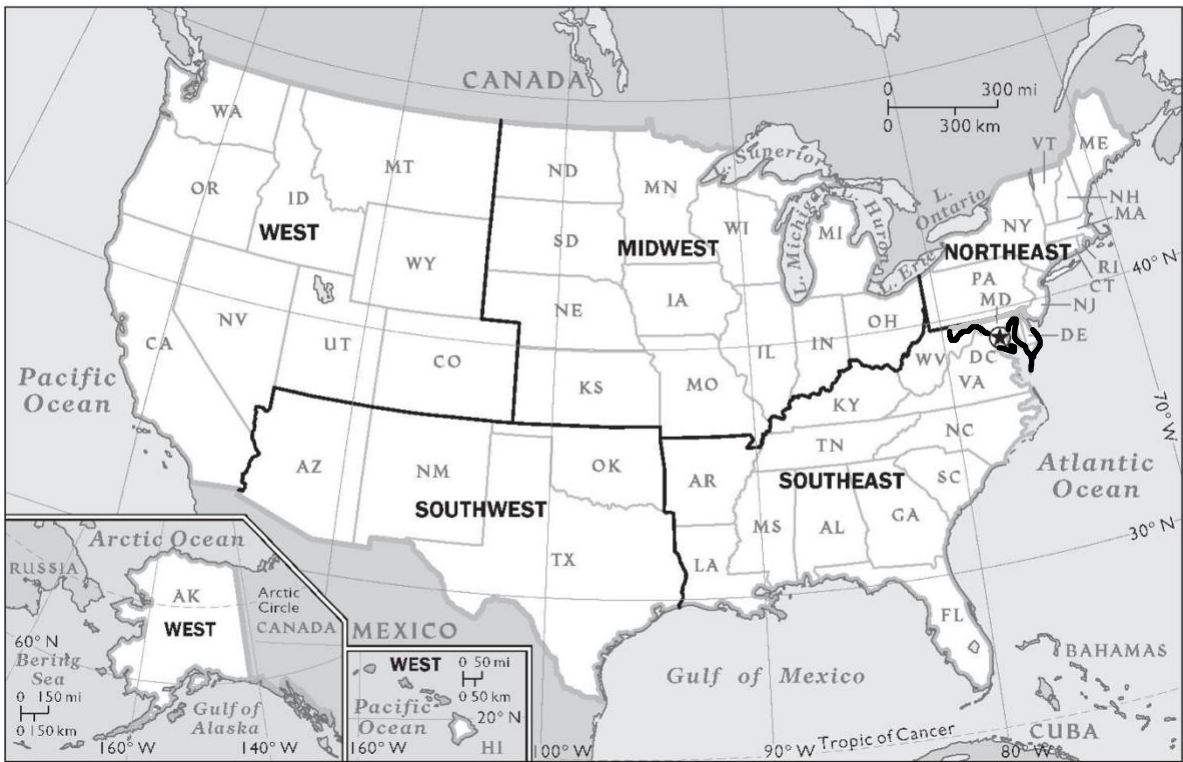 CANADA
0 300 mi
0 300 km
WA
MT
ND
MN
L. Superior
VT
ME
OR
ID
WEST
SD
MIDWEST
WI
L. Michigan
MI
L. Huron
L. Ontario
NH
MA
NY
NORTHEAST
WY
L. Erie
RI
40° N
CT
PA
NJ
MD
NE
IA
OH
NV
UT
CO
CA
IL
IN
DE
WV
DC
VA
KS
MO
KY
Pacific
Ocean
70° W
TN
NC
AZ
NM
OK
AR
SOUTHEAST
SC
Atlantic
Ocean
SOUTHWEST
MS
AL
GA
30° N
TX
LA
FL
Arctic Ocean
RUSSIA
AK
Arctic
Circle
CANADA
WEST
60° N
Bering
Sea
0 150 mi
0 150 km
Gulf of
Alaska
160° W
140° W
MEXICO
WEST
0 50 mi
0 50 km
Pacific
Ocean
20° N
160° W
HI
Gulf of Mexico
BAHAMAS
CUBA
Tropic of Cancer
100° W
90° W
80° W